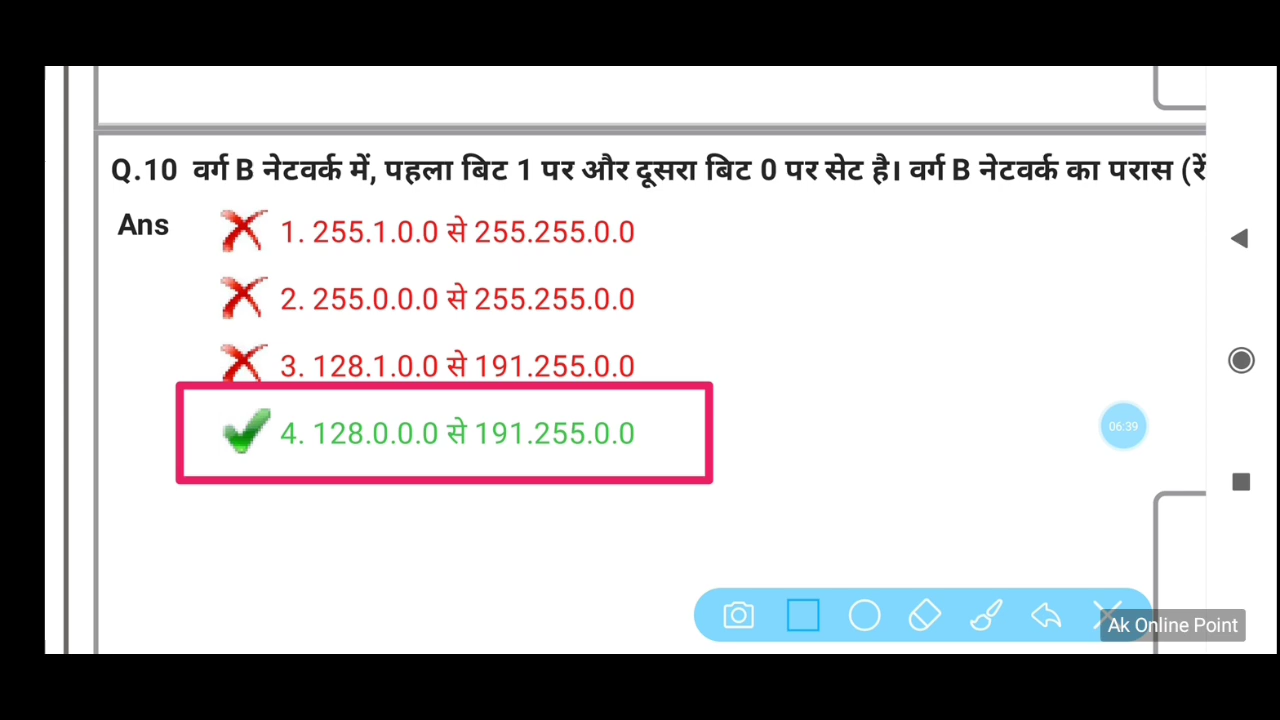 Q.10 वर्ग B नेटवर्क में, पहला बिट 1 पर और दूसरा बिट 0 पर सेट है। वर्ग B नेटवर्क का परास (रें
Ans
1. 255.1.0.0 से 255.255.0.0
2. 255.0.0.0 से 255.255.0.0
3. 128.1.0.0 से 191.255.0.0
4. 128.0.0.0 से 191.255.0.0
06:39
Ak Online Point